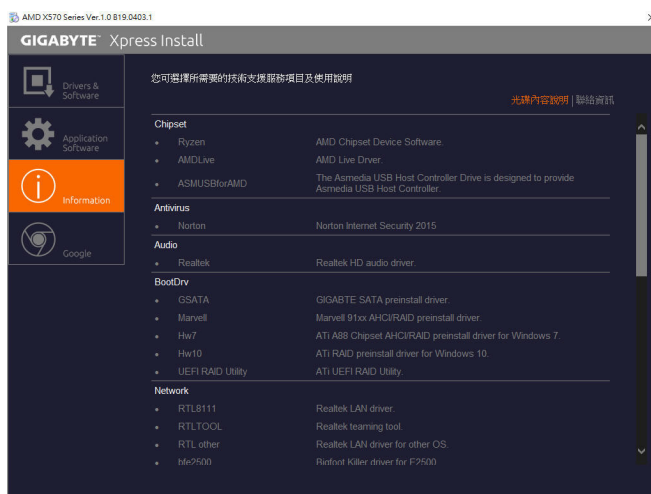 AMD X570 Series Ver.1.0 B19.0403.1
GIGABYTE™ Xpress Install
Drivers & Software
Application Software
Information
Google
您可選擇所需要的技術支援服務項目及使用說明
光碟內容說明 | 聯絡資訊
Chipset
• Ryzen AMD Chipset Device Software.
• AMDLive AMD Live Drver.
• ASMUSBforAMD The Asmedia USB Host Controller Drive is designed to provide
Asmedia USB Host Controller.
Antivirus
• Norton Norton Internet Security 2015
Audio
• Realtek Realtek HD audio driver.
BootDrv
• GSATA GIGABTE SATA preinstall driver.
• Marvell Marvell 91xx AHCI/RAID preinstall driver.
• Hw7 ATi A88 Chipset AHCI/RAID preinstall driver for Windows 7.
• Hw10 ATi RAID preinstall driver for Windows 10.
• UEFI RAID Utility ATi UEFI RAID Utility.
Network
• RTL8111 Realtek LAN driver.
• RTLTOOL Realtek teaming tool.
• RTL other Realtek LAN driver for other OS.
• bfe2500 Bigfoot Killer driver for E2500